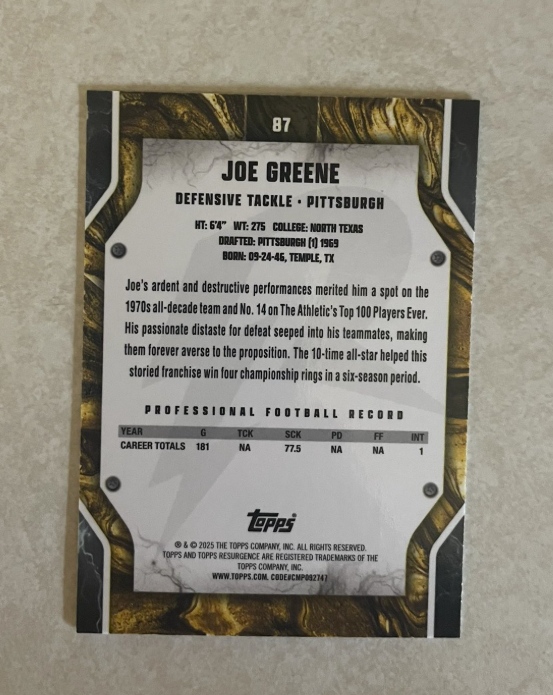 87
JOE GREENE
DEFENSIVE TACKLE • PITTSBURGH
HT: 6'4" WT: 275 COLLEGE: NORTH TEXAS
DRAFTED: PITTSBURGH (1) 1969
BORN: 09-24-46, TEMPLE, TX
Joe's ardent and destructive performances merited him a spot on the
1970s all-decade team and No. 14 on The Athletic's Top 100 Players Ever.
His passionate distaste for defeat seeped into his teammates, making
them forever averse to the proposition. The 10-time all-star helped this
storied franchise win four championship rings in a six-season period.
PROFESSIONAL FOOTBALL RECORD
YEAR G TCK SCK PD FF INT
CAREER TOTALS 181 NA 77.5 NA NA 1
Topps®
® & © 2025 THE TOPPS COMPANY, INC. ALL RIGHTS RESERVED.
TOPPS AND TOPPS RESURGENCE ARE REGISTERED TRADEMARKS OF THE
TOPPS COMPANY, INC.
WWW.TOPPS.COM. CODE#CMP092747